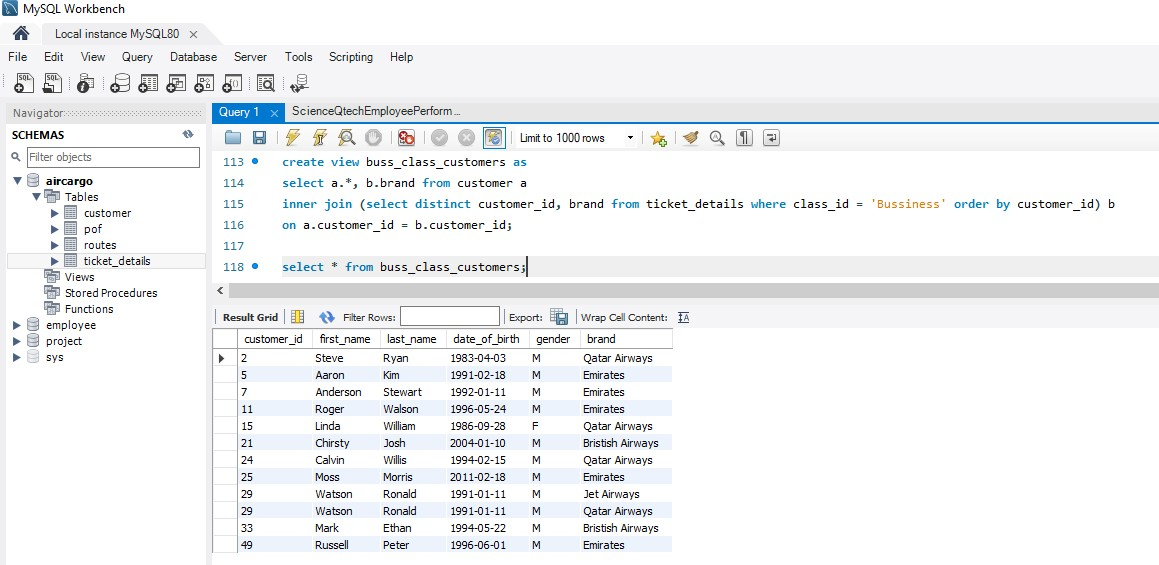 MySQL Workbench
Local instance MySQL80 ×
File Edit View Query Database Server Tools Scripting Help
Navigator
Query 1 × ScienceQtechEmployeePerform...
SCHEMAS
Limit to 1000 rows
Filter objects
aircargo
Tables
customer
pof
routes
ticket_details
Views
Stored Procedures
Functions
employee
project
sys
113 create view buss_class_customers as
114 select a.*, b.brand from customer a
115 inner join (select distinct customer_id, brand from ticket_details where class_id = 'Bussiness' order by customer_id) b
116 on a.customer_id = b.customer_id;
117
118 select * from buss_class_customers;
Result Grid Filter Rows: Export: Wrap Cell Content:
customer_id first_name last_name date_of_birth gender brand
2 Steve Ryan 1983-04-03 M Qatar Airways
5 Aaron Kim 1991-02-18 M Emirates
7 Anderson Stewart 1992-01-11 M Emirates
11 Roger Walson 1996-05-24 M Emirates
15 Linda William 1986-09-28 F Qatar Airways
21 Chirsty Josh 2004-01-10 M Bristish Airways
24 Calvin Willis 1994-02-15 M Qatar Airways
25 Moss Morris 2011-02-18 M Emirates
29 Watson Ronald 1991-01-11 M Jet Airways
29 Watson Ronald 1991-01-11 M Qatar Airways
33 Mark Ethan 1994-05-22 M Bristish Airways
49 Russell Peter 1996-06-01 M Emirates